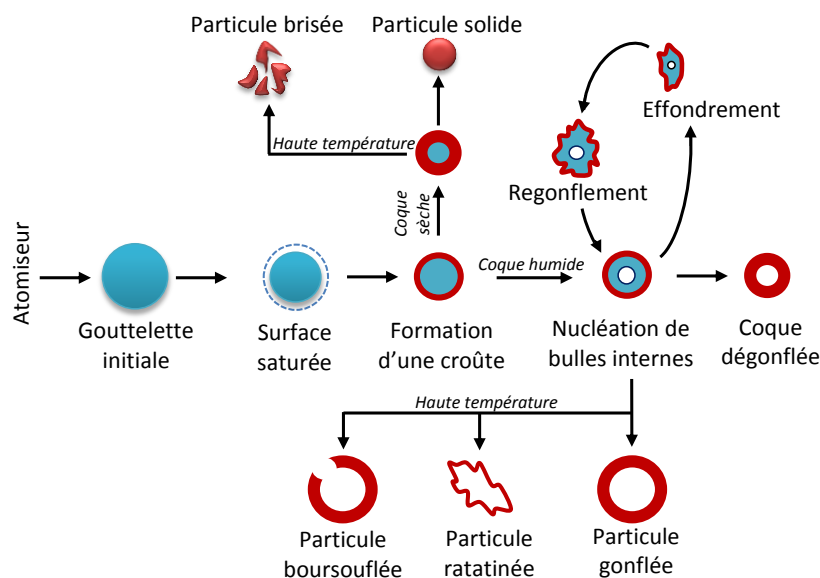 Particule brisée
Particule solide
Haute température
Effondrement
Regonflement
Coque
sèche
Atomiseur
Coque humide
Gouttelette
initiale
Surface
saturée
Formation
d'une croûte
Nucléation de
bulles internes
Coque
dégonflée
Haute température
Particule
boursouflée
Particule
ratatinée
Particule
gonflée